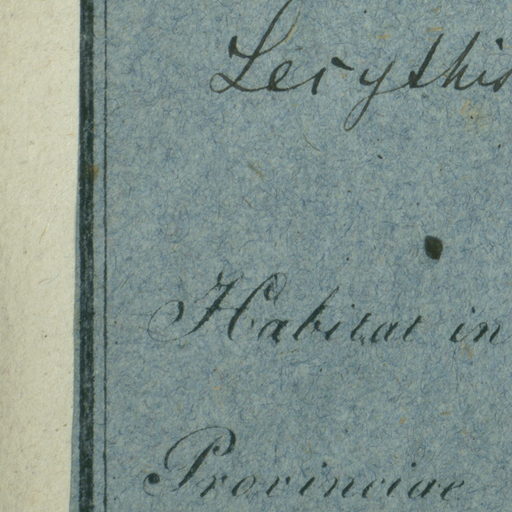 Lecythis
Habitat in
Provinciae